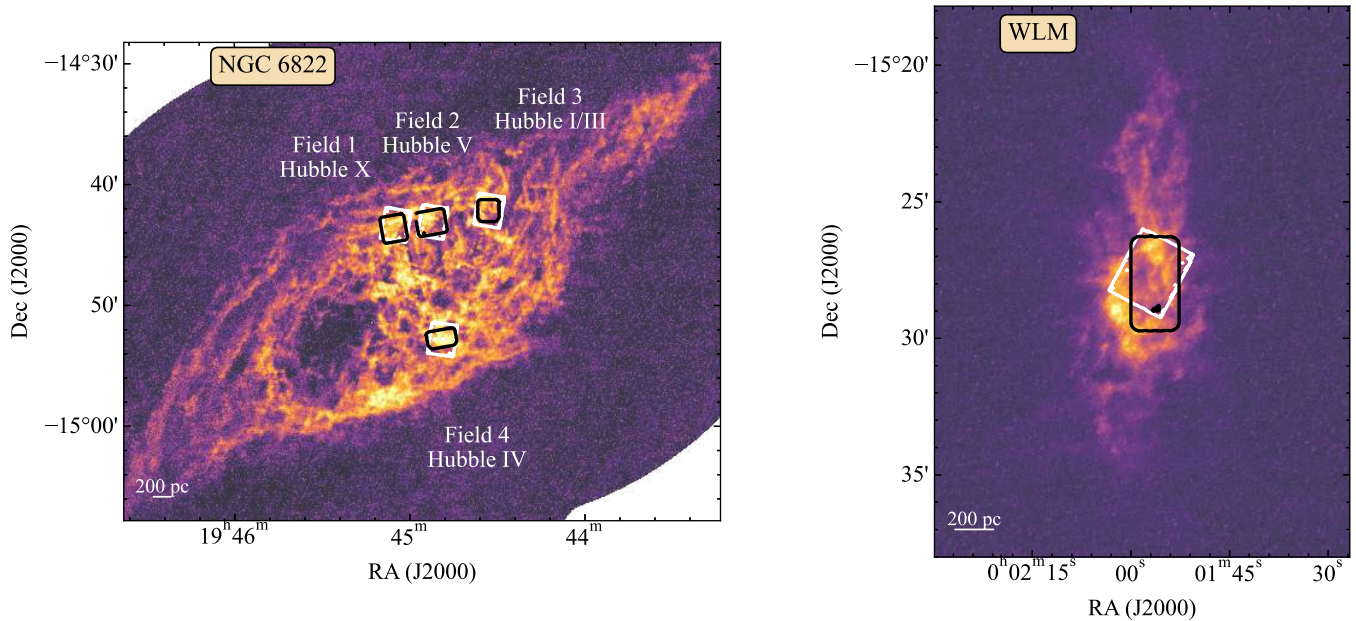 NGC 6822
−14°30'
40'
50'
−15°00'
Dec (J2000)
Field 1
Hubble X
Field 2
Hubble V
Field 3
Hubble I/III
Field 4
Hubble IV
200 pc
19ʰ46ᵐ
45ᵐ
44ᵐ
RA (J2000)
WLM
−15°20'
25'
30'
35'
Dec (J2000)
200 pc
0ʰ02ᵐ15ˢ
00ˢ
01ᵐ45ˢ
30ˢ
RA (J2000)